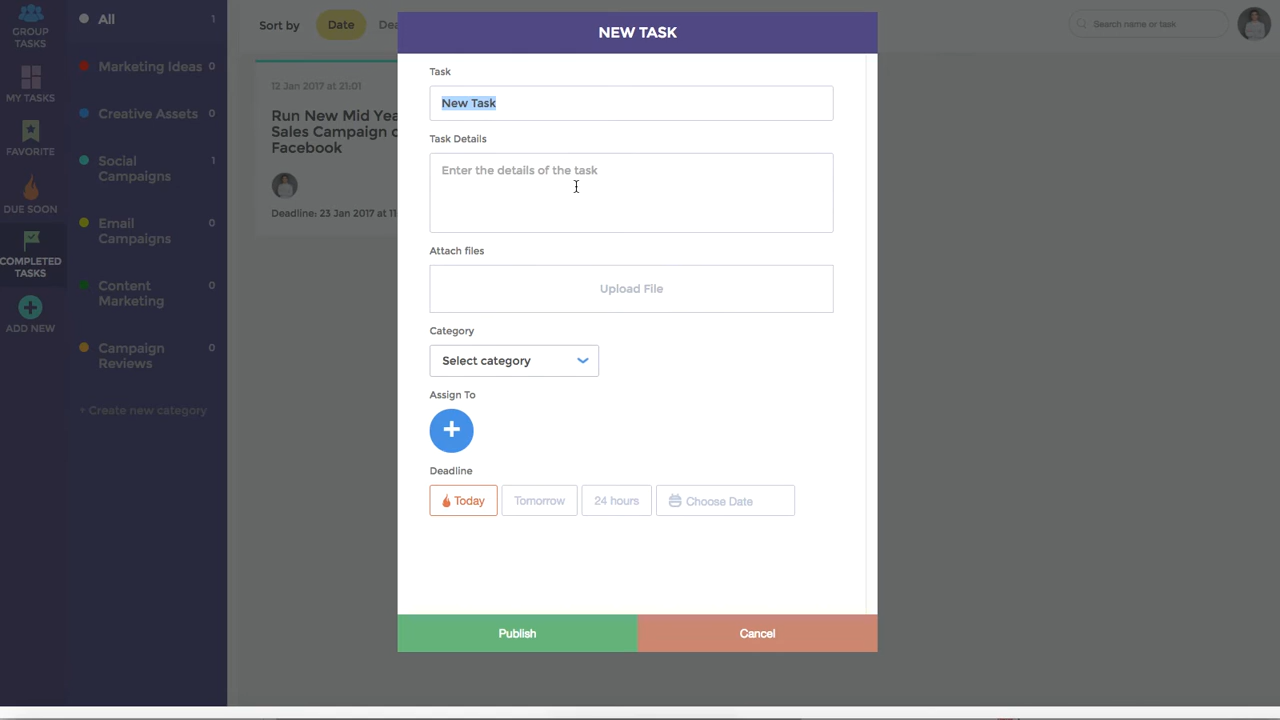 GROUP
TASKS
MY TASKS
FAVORITE
DUE SOON
COMPLETED
TASKS
ADD NEW
All 1
Marketing Ideas 0
Creative Assets 0
Social 1
Campaigns
Email 0
Campaigns
Content 0
Marketing
Campaign 0
Reviews
+ Create new category
Sort by Date
Search name or task
12 Jan 2017 at 21:01
Run New Mid Yea
Sales Campaign o
Facebook
Deadline: 23 Jan 2017 at 11
NEW TASK
Task
New Task
Task Details
Enter the details of the task
Attach files
Upload File
Category
Select category
Assign To
Deadline
Today Tomorrow 24 hours Choose Date
Publish Cancel